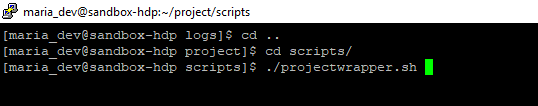 maria_dev@sandbox-hdp:~/project/scripts
[maria_dev@sandbox-hdp logs]$ cd ..
[maria_dev@sandbox-hdp project]$ cd scripts/
[maria_dev@sandbox-hdp scripts]$ ./projectwrapper.sh